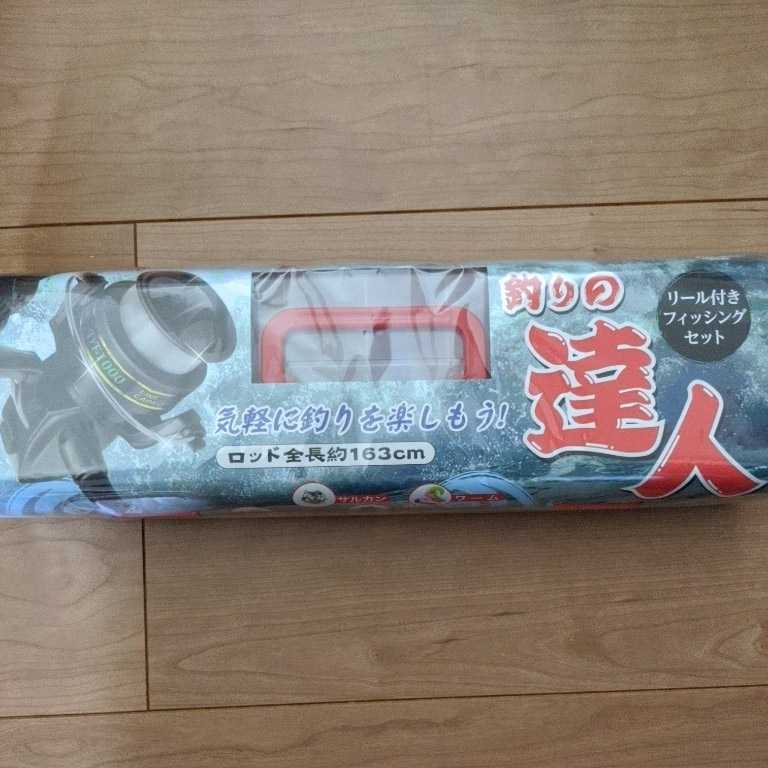 釣りの
達人
リール付き
フィッシング
セット
気軽に釣りを楽しもう!
ロッド全長約163cm
サルカン
ワーム